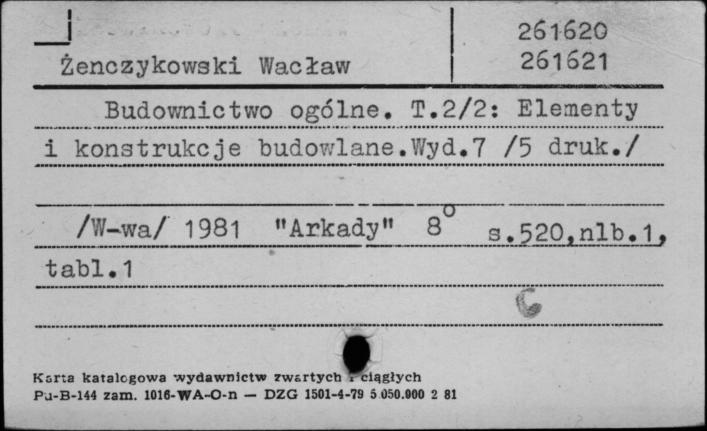 261620
Żenczykowski Wacław 261621
Budownictwo ogólne. T.2/2: Elementy
i konstrukcje budowlane.Wyd.7 /5 druk./
/W-wa/ 1981 "Arkady" 8° s.520,nlb.1,
tabl.1
Karta katalogowa wydawnictw zwartych i ciągłych
Pu-B-144 zam. 1016-WA-O-n — DZG 1501-4-79 5.050.000 2 81